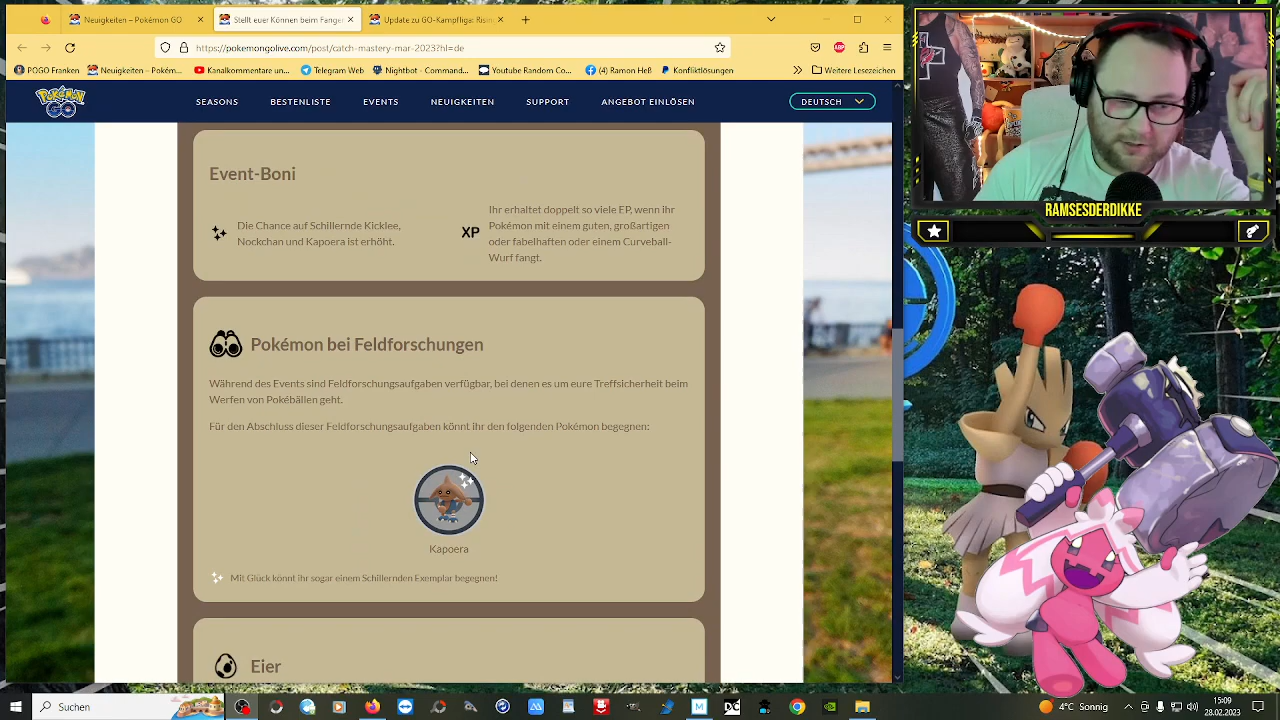 Neuigkeiten – Pokémon GO
Stellt euer Können beim Fange
Update zu GO-Kampfliga: Risin
https://pokemongolive.com/post/catch-mastery-mar-2023?hl=de
ABP
POGO Franken
Neuigkeiten – Pokém...
Kanalkommentare un...
Telegram Web
Nightbot - Command...
Youtube Random Co...
(4) Ramon Heß
Konfliktlösungen
Weitere Lesezeichen
Pokémon GO
SEASONS
BESTENLISTE
EVENTS
NEUIGKEITEN
SUPPORT
ANGEBOT EINLÖSEN
DEUTSCH
Event-Boni
Die Chance auf Schillernde Kicklee,
Nockchan und Kapoera ist erhöht.
XP
Ihr erhaltet doppelt so viele EP, wenn ihr
Pokémon mit einem guten, großartigen
oder fabelhaften oder einem Curveball-
Wurf fangt.
Pokémon bei Feldforschungen
Während des Events sind Feldforschungsaufgaben verfügbar, bei denen es um eure Treffsicherheit beim
Werfen von Pokébällen geht.
Für den Abschluss dieser Feldforschungsaufgaben könnt ihr den folgenden Pokémon begegnen:
Kapoera
Mit Glück könnt ihr sogar einem Schillernden Exemplar begegnen!
Eier
RAMSESDERDIKKE
Suchen
4°C Sonnig
15:09
28.02.2023